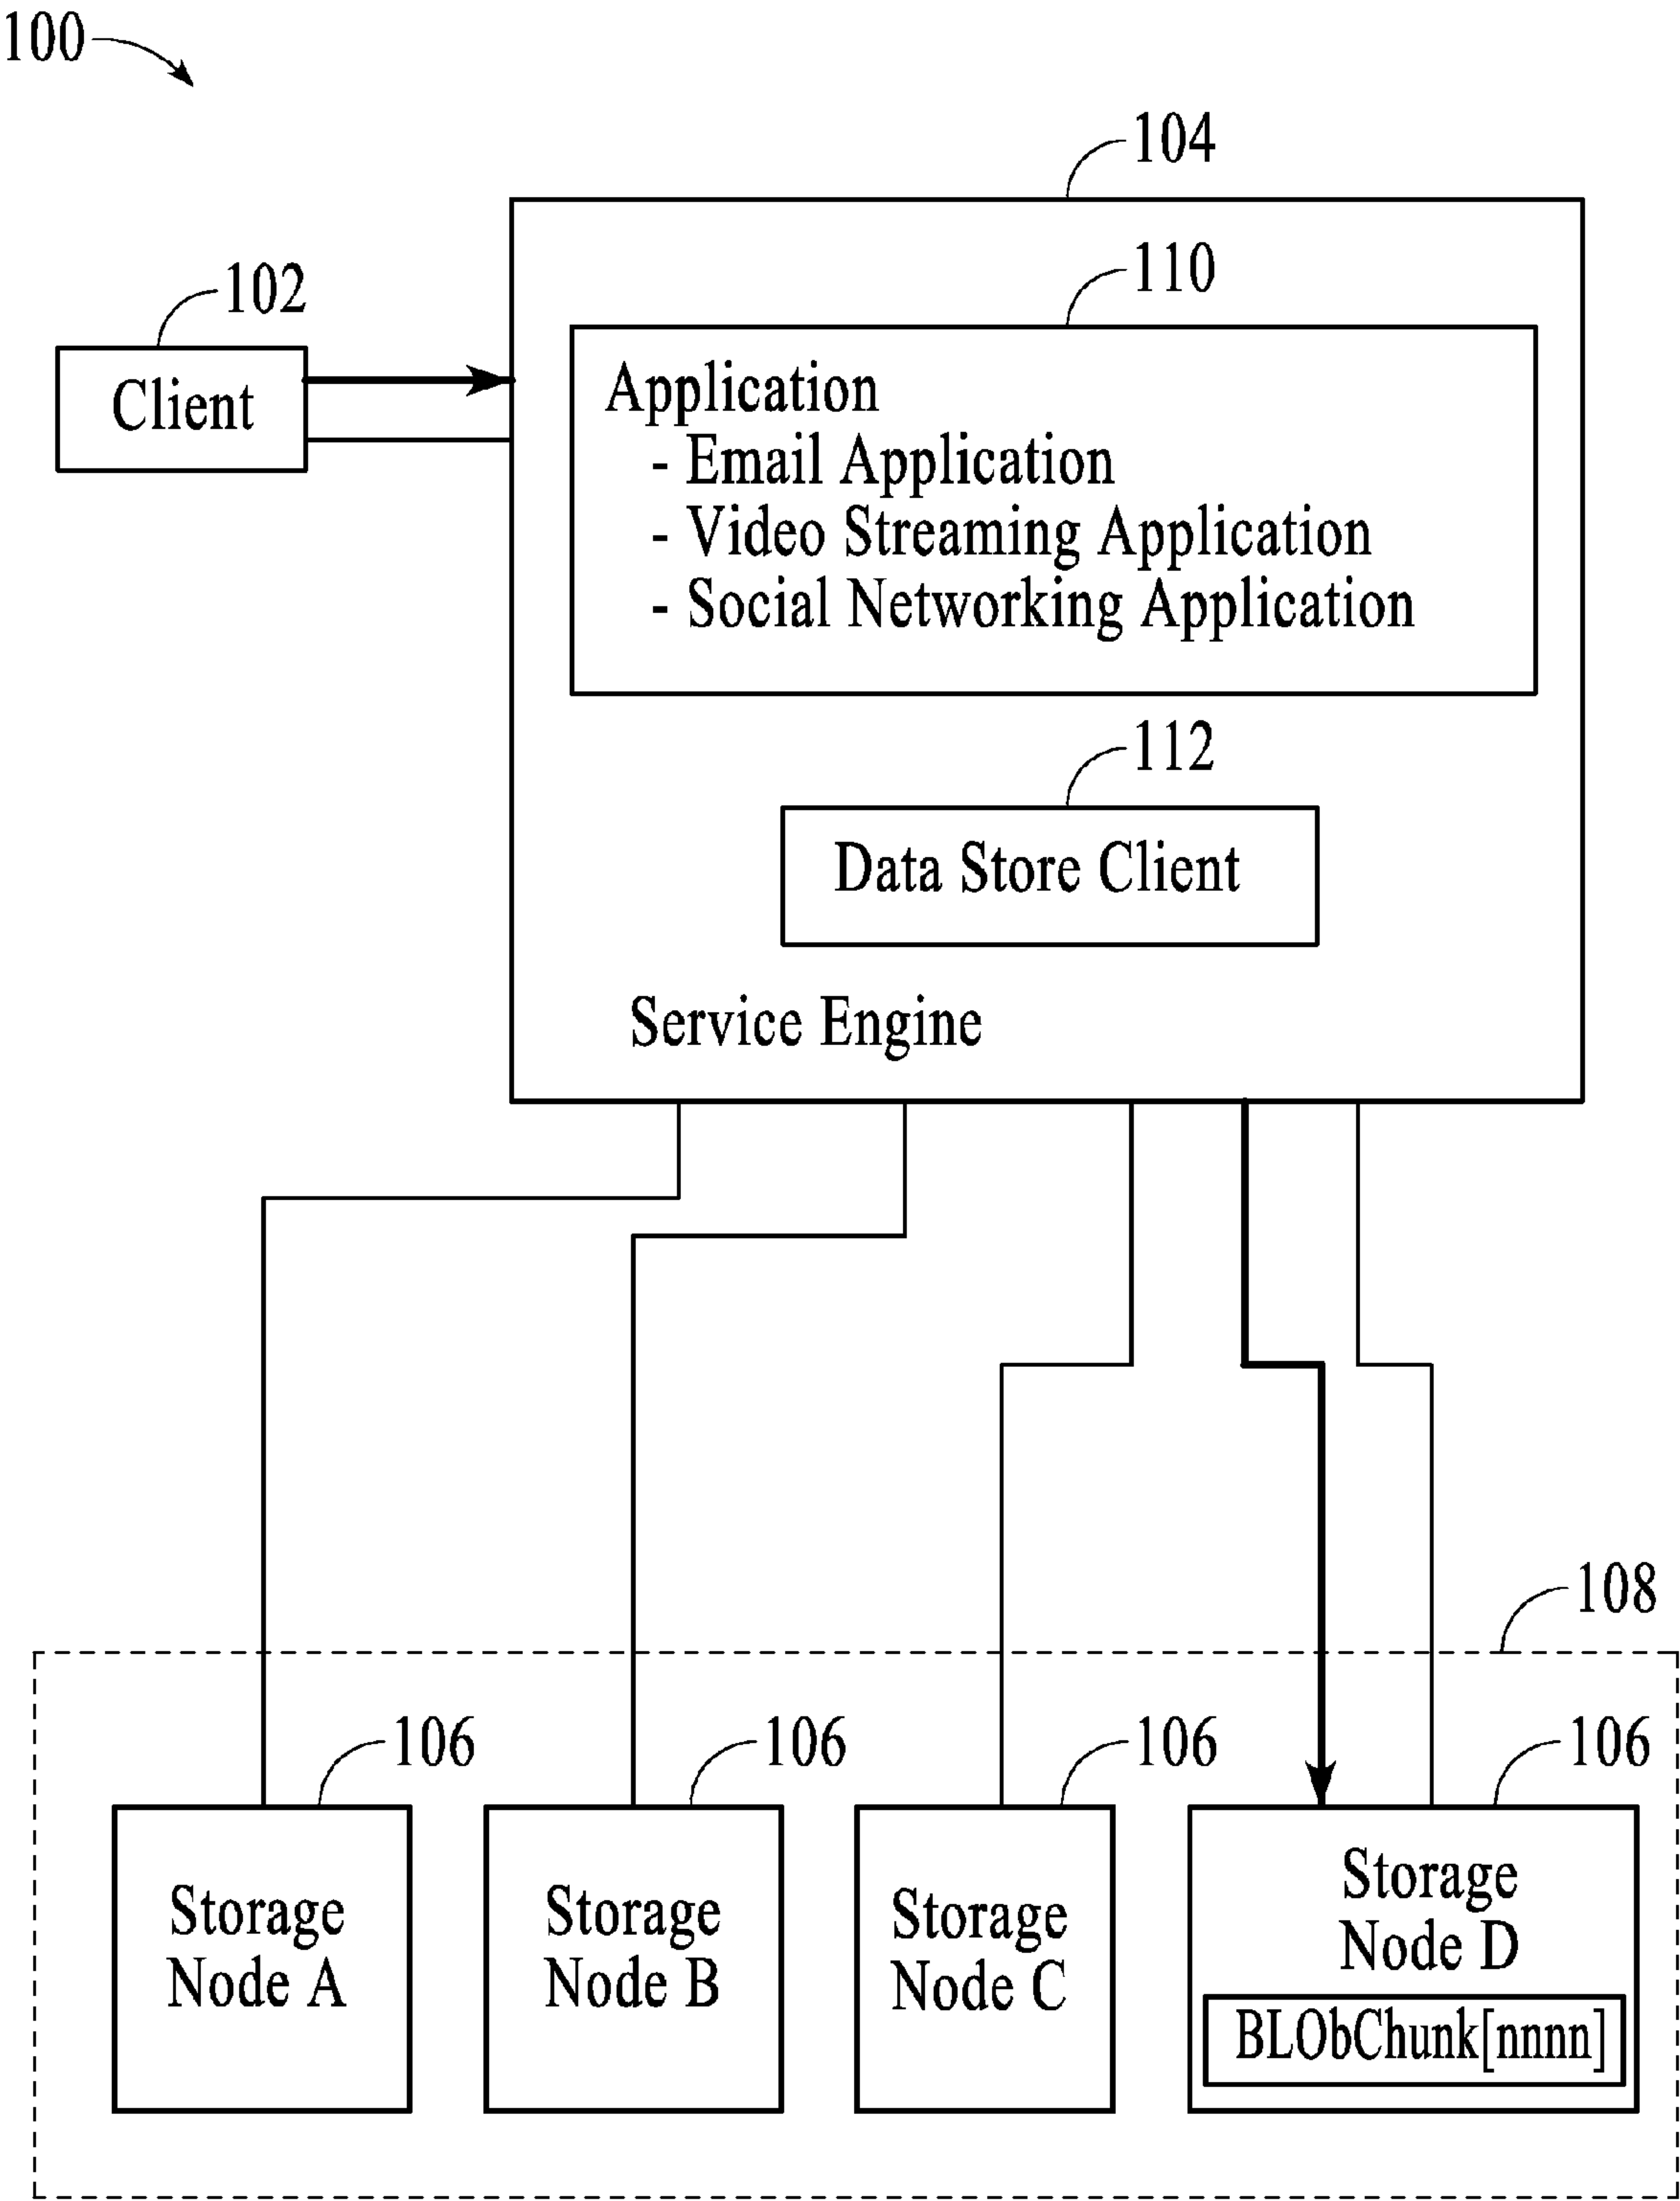 100
104
110
102
Client
Application
- Email Application
- Video Streaming Application
- Social Networking Application
112
Data Store Client
Service Engine
108
106
106
106
106
Storage
Node A
Storage
Node B
Storage
Node C
Storage
Node D
BLObChunk[nnnn]